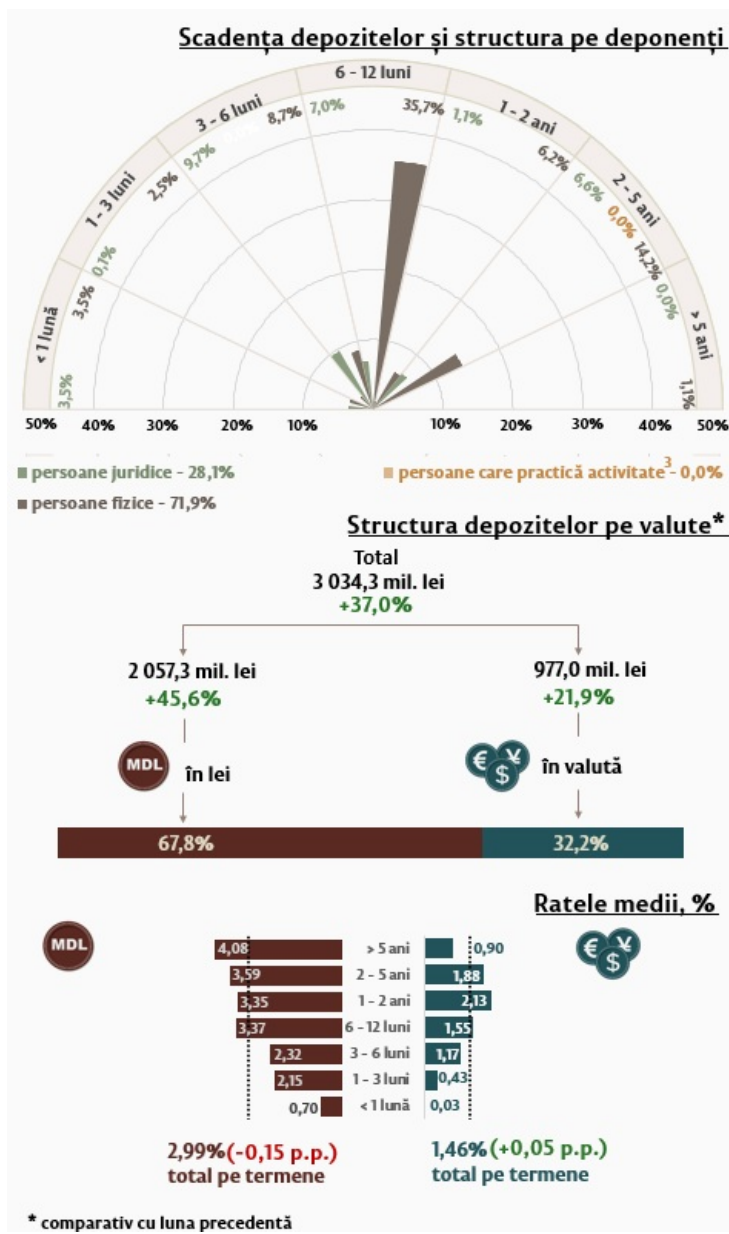 Scadența depozitelor și structura pe deponenți
6 - 12 luni
3 - 6 luni
1 - 2 ani
1 - 3 luni
2 - 5 ani
< 1 lună
> 5 ani
3,5%
3,5%
0,1%
2,5%
9,7%
8,7%
7,0%
35,7%
1,1%
6,2%
6,6%
0,0%
14,2%
0,0%
1,1%
50% 40% 30% 20% 10% 10% 20% 30% 40% 50%
persoane juridice - 28,1%
persoane care practică activitate3 - 0,0%
persoane fizice - 71,9%
Structura depozitelor pe valute*
Total
3 034,3 mil. lei
+37,0%
2 057,3 mil. lei
977,0 mil. lei
+45,6%
+21,9%
MDL
în lei
€ ¥ $
în valută
67,8%
32,2%
Ratele medii, %
MDL
€ ¥ $
4,08 > 5 ani 0,90
3,59 2 - 5 ani 1,88
3,35 1 - 2 ani 2,13
3,37 6 - 12 luni 1,55
2,32 3 - 6 luni 1,17
2,15 1 - 3 luni 0,43
0,70 < 1 lună 0,03
2,99% (-0,15 p.p.)
total pe termene
1,46% (+0,05 p.p.)
total pe termene
* comparativ cu luna precedentă